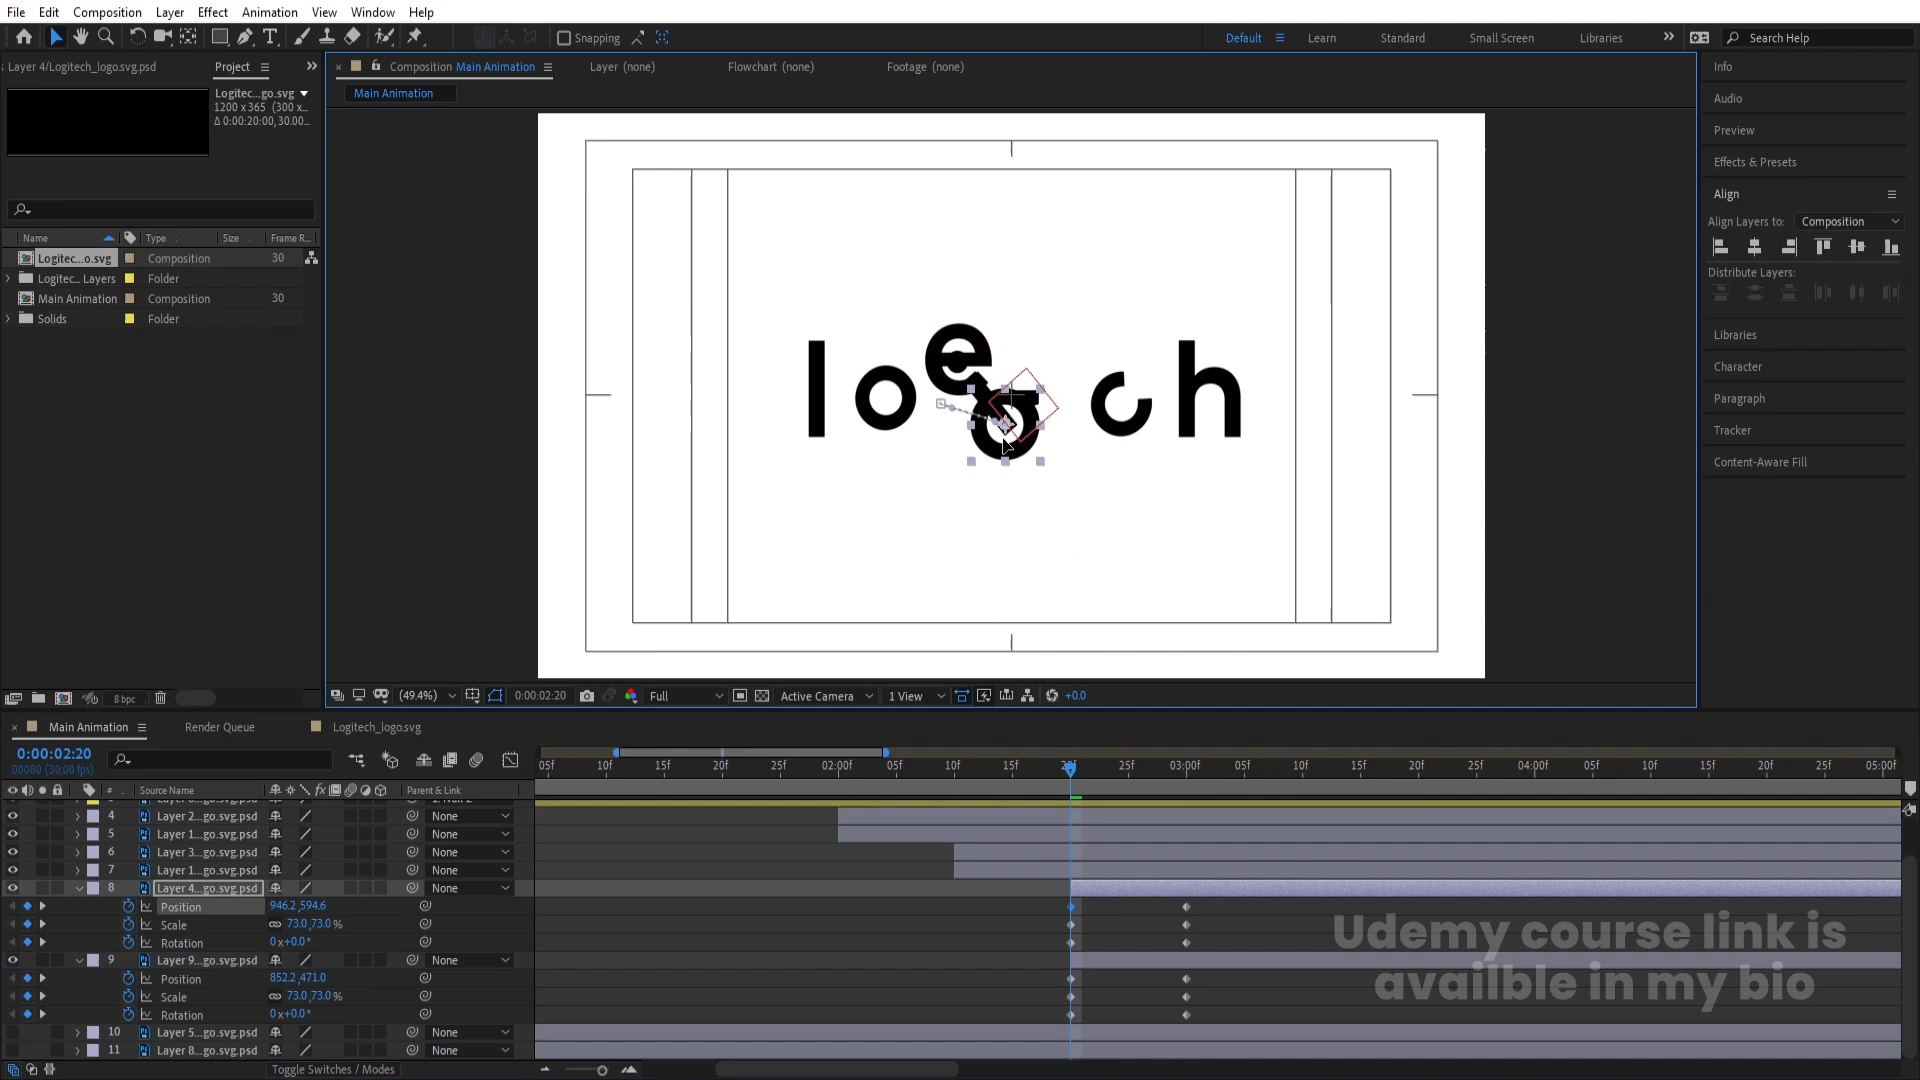 File Edit Composition Layer Effect Animation View Window Help
Snapping Default Learn Standard Small Screen Libraries Search Help
Layer 4/Logitech_logo.svg.psd Project
Composition Main Animation Layer (none) Flowchart (none) Footage (none)
Main Animation
Logitec...go.svg
1200 x 365 (300 x...
Δ 0:00:20:00, 30.00...
Name Type Size Frame R...
Logitec...o.svg Composition 30
Logitec... Layers Folder
Main Animation Composition 30
Solids Folder
8 bpc
l o e c h
(49.4%) 0:00:02:20 Full Active Camera 1 View +0.0
Info
Audio
Preview
Effects & Presets
Align
Align Layers to: Composition
Distribute Layers:
Libraries
Character
Paragraph
Tracker
Content-Aware Fill
Main Animation Render Queue Logitech_logo.svg
0:00:02:20
00080 (30.00 fps)
05f 10f 15f 20f 25f 02:00f 05f 10f 15f 25f 03:00f 05f 10f 15f 20f 25f 04:00f 05f 10f 15f 20f 25f 05:00f
# Source Name Parent & Link
4 Layer 2...go.svg.psd None
5 Layer 1...go.svg.psd None
6 Layer 3...go.svg.psd None
7 Layer 1...go.svg.psd None
8 Layer 4...go.svg.psd None
Position 946.2,594.6
Scale 73.0,73.0%
Rotation 0x+0.0°
9 Layer 9...go.svg.psd None
Position 852.2,471.0
Scale 73.0,73.0%
Rotation 0x+0.0°
10 Layer 5...go.svg.psd None
11 Layer 8...go.svg.psd None
Toggle Switches / Modes
Udemy course link is
availble in my bio